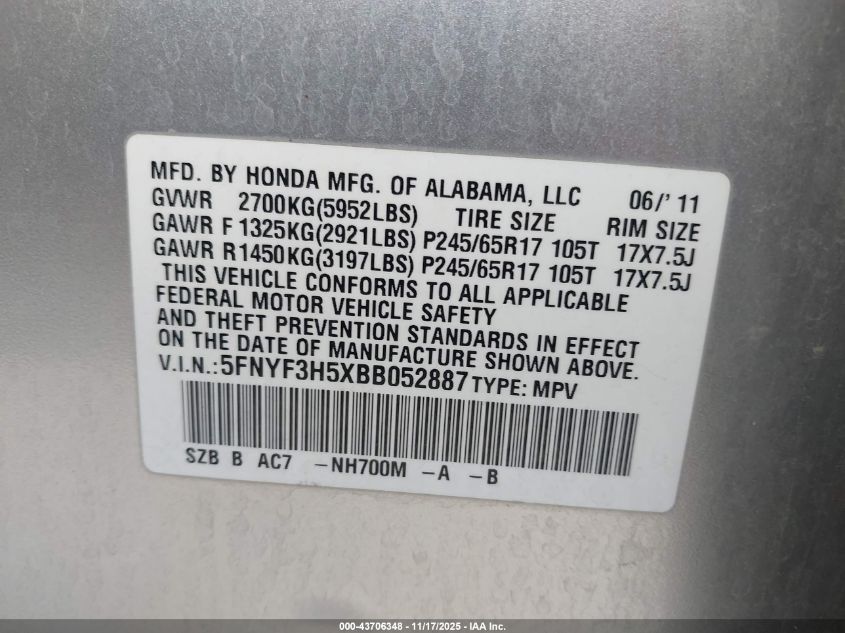 MFD. BY HONDA MFG. OF ALABAMA, LLC 06/'11
GVWR 2700KG(5952LBS) TIRE SIZE RIM SIZE
GAWR F 1325KG(2921LBS) P245/65R17 105T 17X7.5J
GAWR R 1450KG(3197LBS) P245/65R17 105T 17X7.5J
THIS VEHICLE CONFORMS TO ALL APPLICABLE
FEDERAL MOTOR VEHICLE SAFETY
AND THEFT PREVENTION STANDARDS IN EFFECT
ON THE DATE OF MANUFACTURE SHOWN ABOVE.
V.I.N.:5FNYF3H5XBB052887 TYPE: MPV
SZB B AC7 -NH700M -A -B
000-43706348 - 11/17/2025 - IAA Inc.